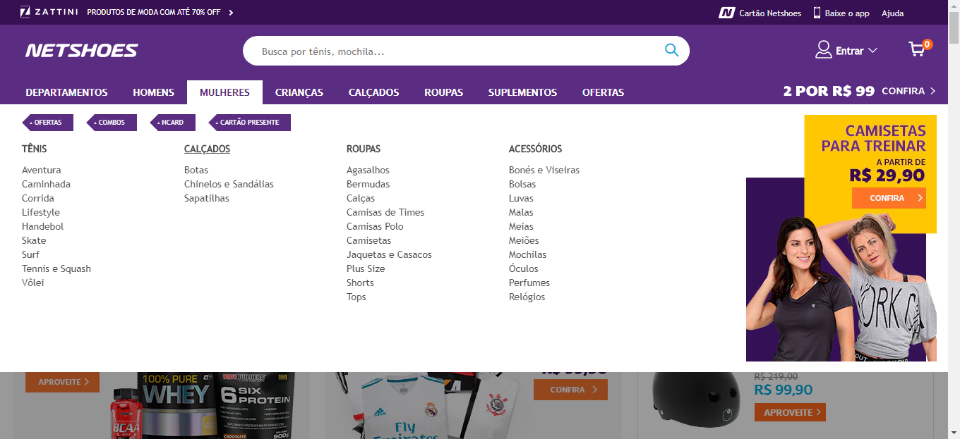 ZATTINI PRODUTOS DE MODA COM ATÉ 70% OFF
Cartão Netshoes
Baixe o app
Ajuda
NETSHOES
Busca por tênis, mochila...
Entrar
0
DEPARTAMENTOS
HOMENS
MULHERES
CRIANÇAS
CALÇADOS
ROUPAS
SUPLEMENTOS
OFERTAS
2 POR R$ 99 CONFIRA
OFERTAS
COMBOS
NCARD
CARTÃO PRESENTE
TÊNIS
Aventura
Caminhada
Corrida
Lifestyle
Handebol
Skate
Surf
Tennis e Squash
Vôlei
CALÇADOS
Botas
Chinelos e Sandálias
Sapatilhas
ROUPAS
Agasalhos
Bermudas
Calças
Camisas de Times
Camisas Polo
Camisetas
Jaquetas e Casacos
Plus Size
Shorts
Tops
ACESSÓRIOS
Bonés e Viseiras
Bolsas
Luvas
Malas
Meias
Meiões
Mochilas
Óculos
Perfumes
Relógios
CAMISETAS
PARA TREINAR
A PARTIR DE
R$ 29,90
CONFIRA
APROVEITE
100% PURE
WHEY
6 SIX
PROTEIN
BCAA
CHOCOLATE
900g
Fly
Emirates
CONFIRA
R$ 219,00
R$ 99,90
APROVEITE